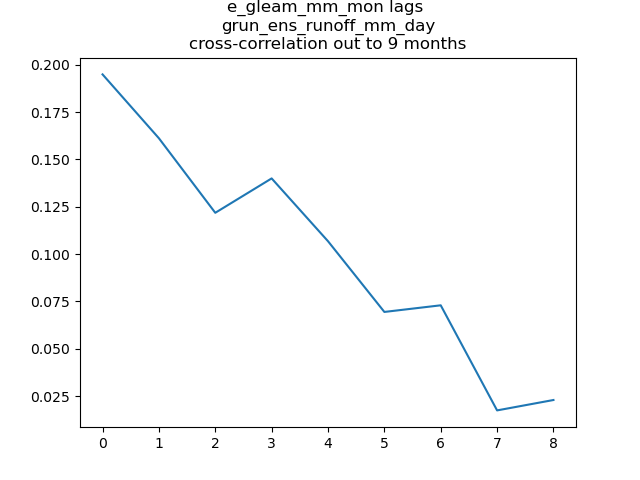 e_gleam_mm_mon lags
grun_ens_runoff_mm_day
cross-correlation out to 9 months
0.200
0.175
0.150
0.125
0.100
0.075
0.050
0.025
0 1 2 3 4 5 6 7 8